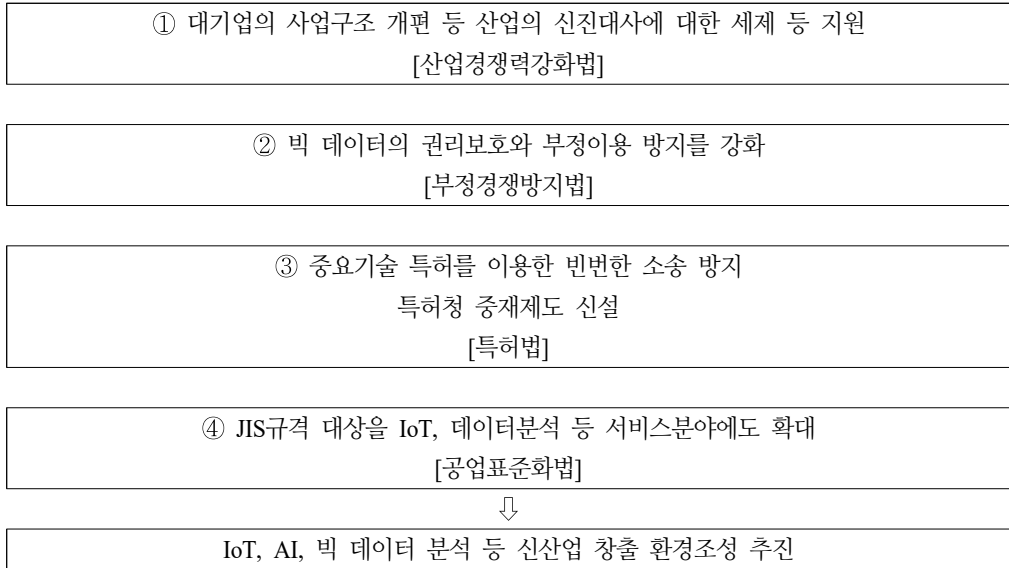 ① 대기업의 사업구조 개편 등 산업의 신진대사에 대한 세제 등 지원
[산업경쟁력강화법]
② 빅 데이터의 권리보호와 부정이용 방지를 강화
[부정경쟁방지법]
③ 중요기술 특허를 이용한 빈번한 소송 방지
특허청 중재제도 신설
[특허법]
④ JIS규격 대상을 IoT, 데이터분석 등 서비스분야에도 확대
[공업표준화법]
⇩
IoT, AI, 빅 데이터 분석 등 신산업 창출 환경조성 추진